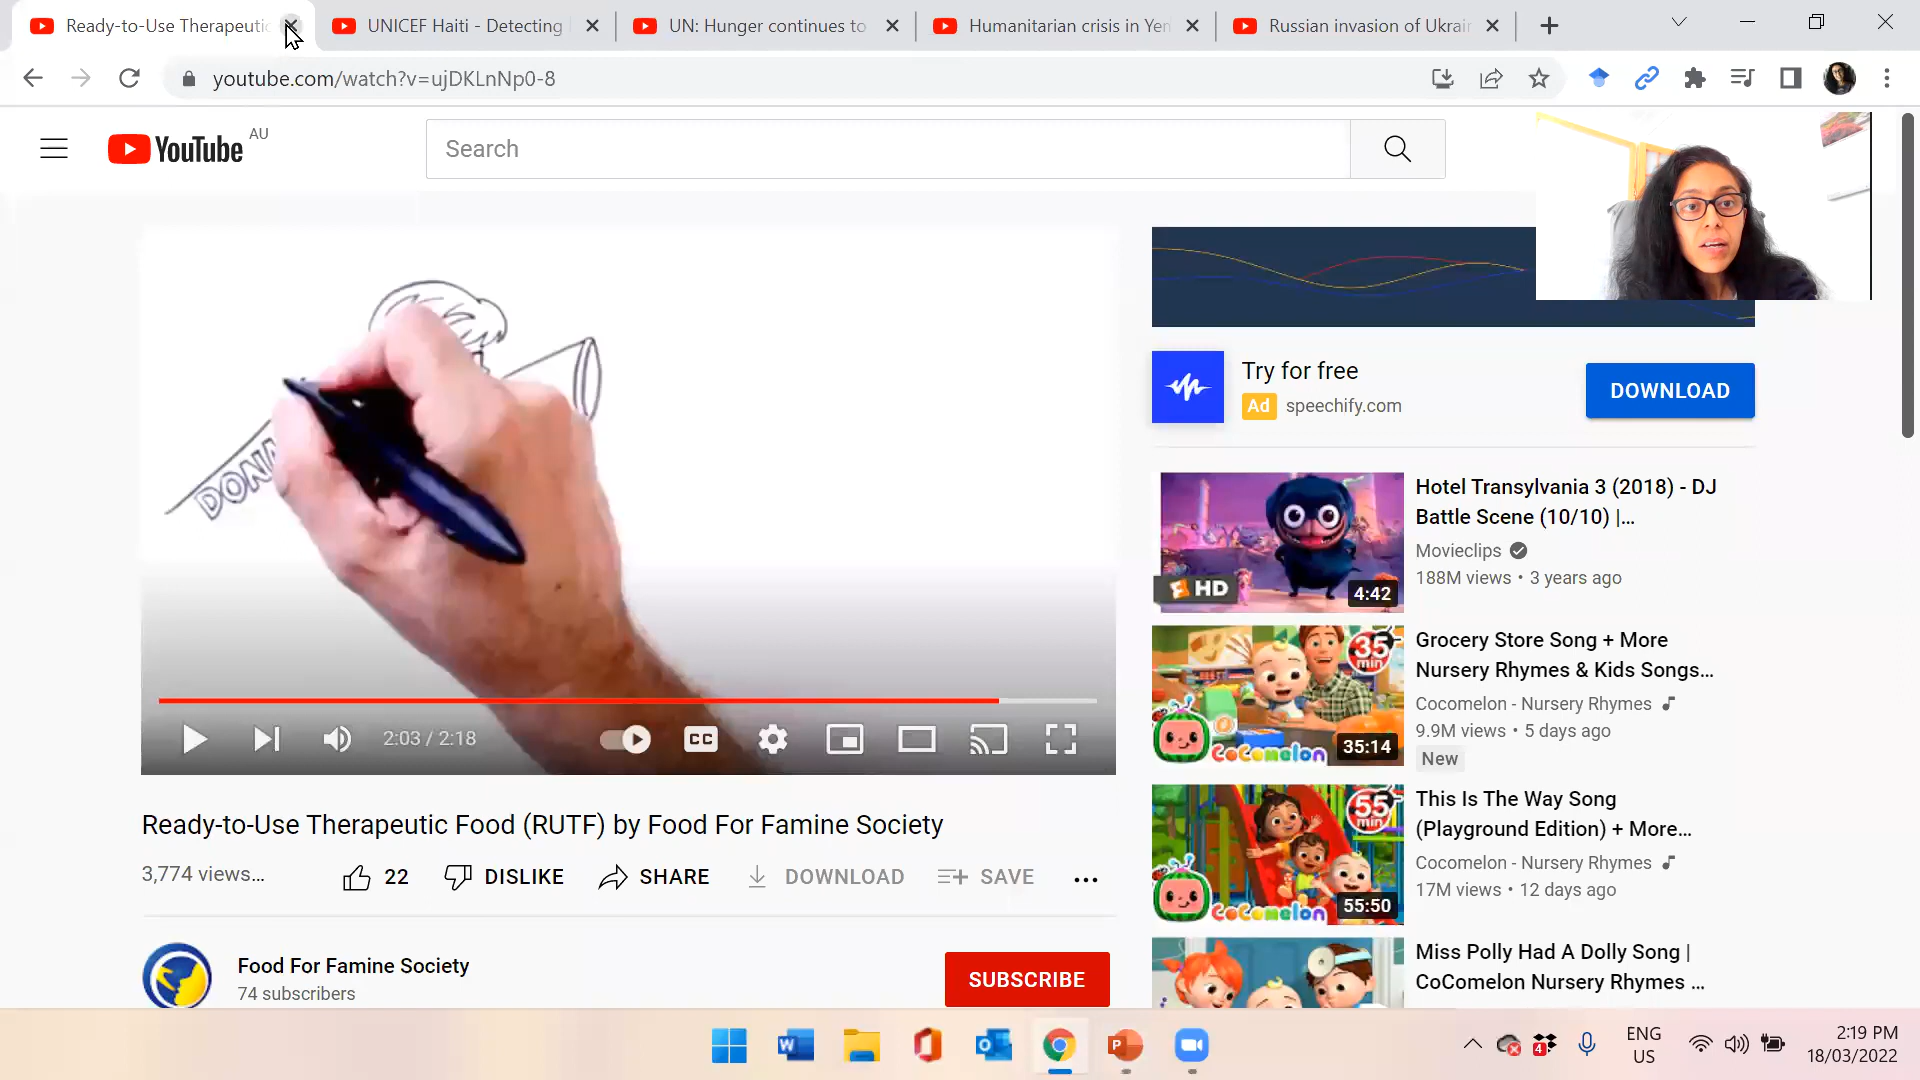 Ready-to-Use Therapeutic
UNICEF Haiti - Detecting
UN: Hunger continues to
Humanitarian crisis in Yen
Russian invasion of Ukrai
youtube.com/watch?v=ujDKLnNp0-8
YouTube AU
Search
DONA
2:03 / 2:18
CC
Try for free
Ad speechify.com
DOWNLOAD
HD
4:42
Hotel Transylvania 3 (2018) - DJ
Battle Scene (10/10) |...
Movieclips
188M views • 3 years ago
35 min
CoComelon
35:14
Grocery Store Song + More
Nursery Rhymes & Kids Songs...
Cocomelon - Nursery Rhymes
9.9M views • 5 days ago
New
55 min
CoComelon
55:50
This Is The Way Song
(Playground Edition) + More...
Cocomelon - Nursery Rhymes
17M views • 12 days ago
Miss Polly Had A Dolly Song |
CoComelon Nursery Rhymes ...
Ready-to-Use Therapeutic Food (RUTF) by Food For Famine Society
3,774 views...
22
DISLIKE
SHARE
DOWNLOAD
SAVE
Food For Famine Society
74 subscribers
SUBSCRIBE
4
ENG
US
2:19 PM
18/03/2022